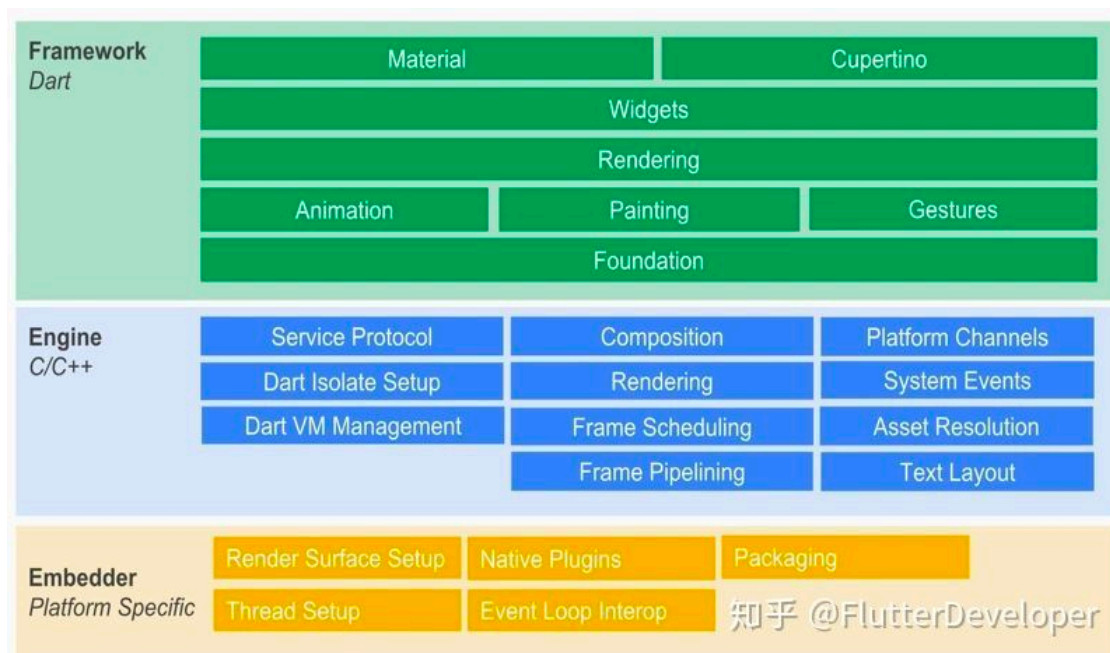 Framework
Dart
Material Cupertino
Widgets
Rendering
Animation Painting Gestures
Foundation
Engine
C/C++
Service Protocol Composition Platform Channels
Dart Isolate Setup Rendering System Events
Dart VM Management Frame Scheduling Asset Resolution
Frame Pipelining Text Layout
Embedder
Platform Specific
Render Surface Setup Native Plugins Packaging
Thread Setup Event Loop Interop
知乎 @FlutterDeveloper